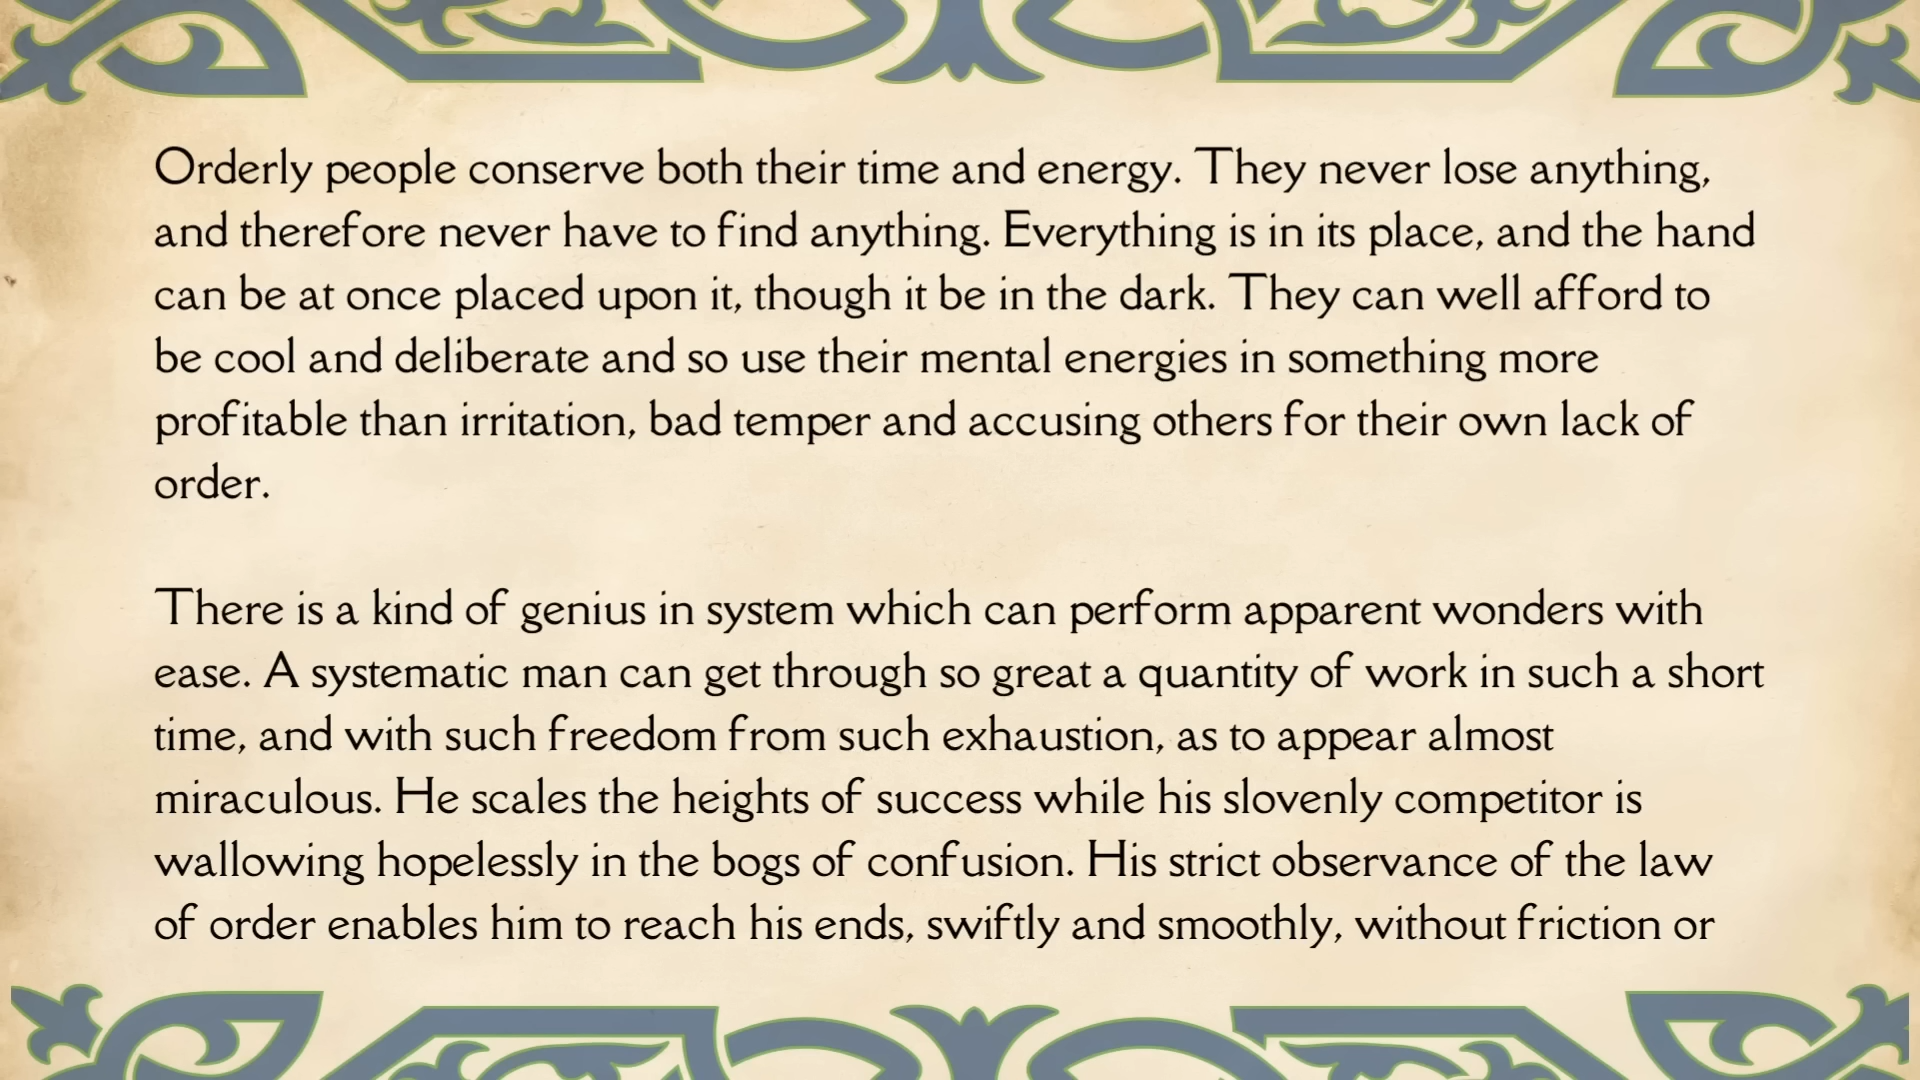 Orderly people conserve both their time and energy. They never lose anything,
and therefore never have to find anything. Everything is in its place, and the hand
can be at once placed upon it, though it be in the dark. They can well afford to
be cool and deliberate and so use their mental energies in something more
profitable than irritation, bad temper and accusing others for their own lack of
order.
There is a kind of genius in system which can perform apparent wonders with
ease. A systematic man can get through so great a quantity of work in such a short
time, and with such freedom from such exhaustion, as to appear almost
miraculous. He scales the heights of success while his slovenly competitor is
wallowing hopelessly in the bogs of confusion. His strict observance of the law
of order enables him to reach his ends, swiftly and smoothly, without friction or